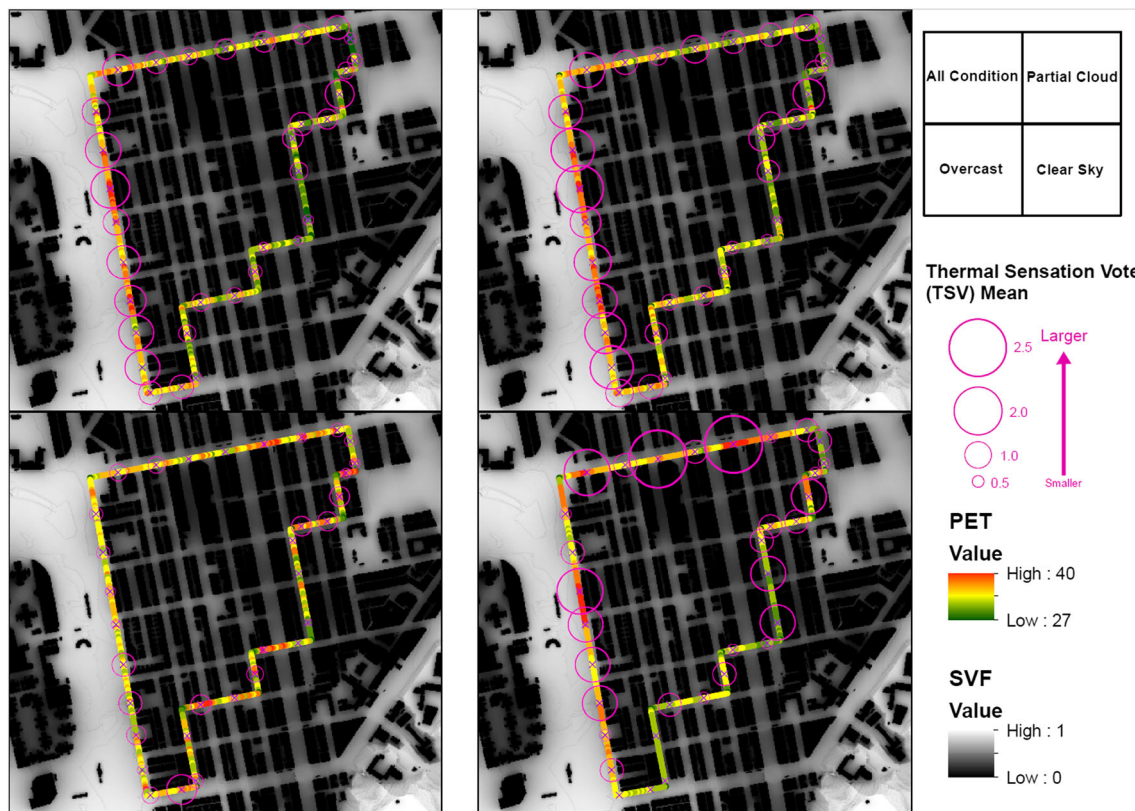 All Condition
Partial Cloud
Overcast
Clear Sky
Thermal Sensation Vote
(TSV) Mean
2.5
Larger
2.0
1.0
0.5
Smaller
PET
Value
High : 40
Low : 27
SVF
Value
High : 1
Low : 0